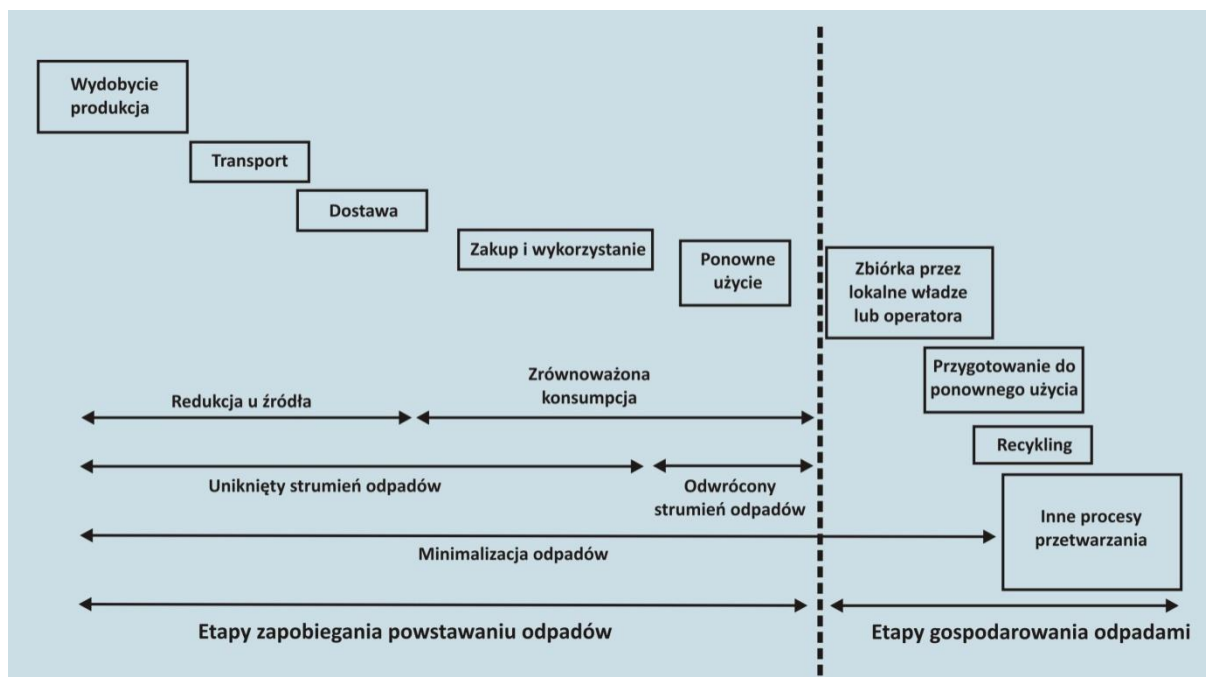 Wydobycie
produkcja
Transport
Dostawa
Zakup i wykorzystanie
Ponowne
użycie
Zbiórka przez
lokalne władze
lub operatora
Przygotowanie do
ponownego użycia
Recykling
Inne procesy
przetwarzania
Redukcja u źródła
Zrównoważona
konsumpcja
Uniknięty strumień odpadów
Odwrócony
strumień odpadów
Minimalizacja odpadów
Etapy zapobiegania powstawaniu odpadów
Etapy gospodarowania odpadami